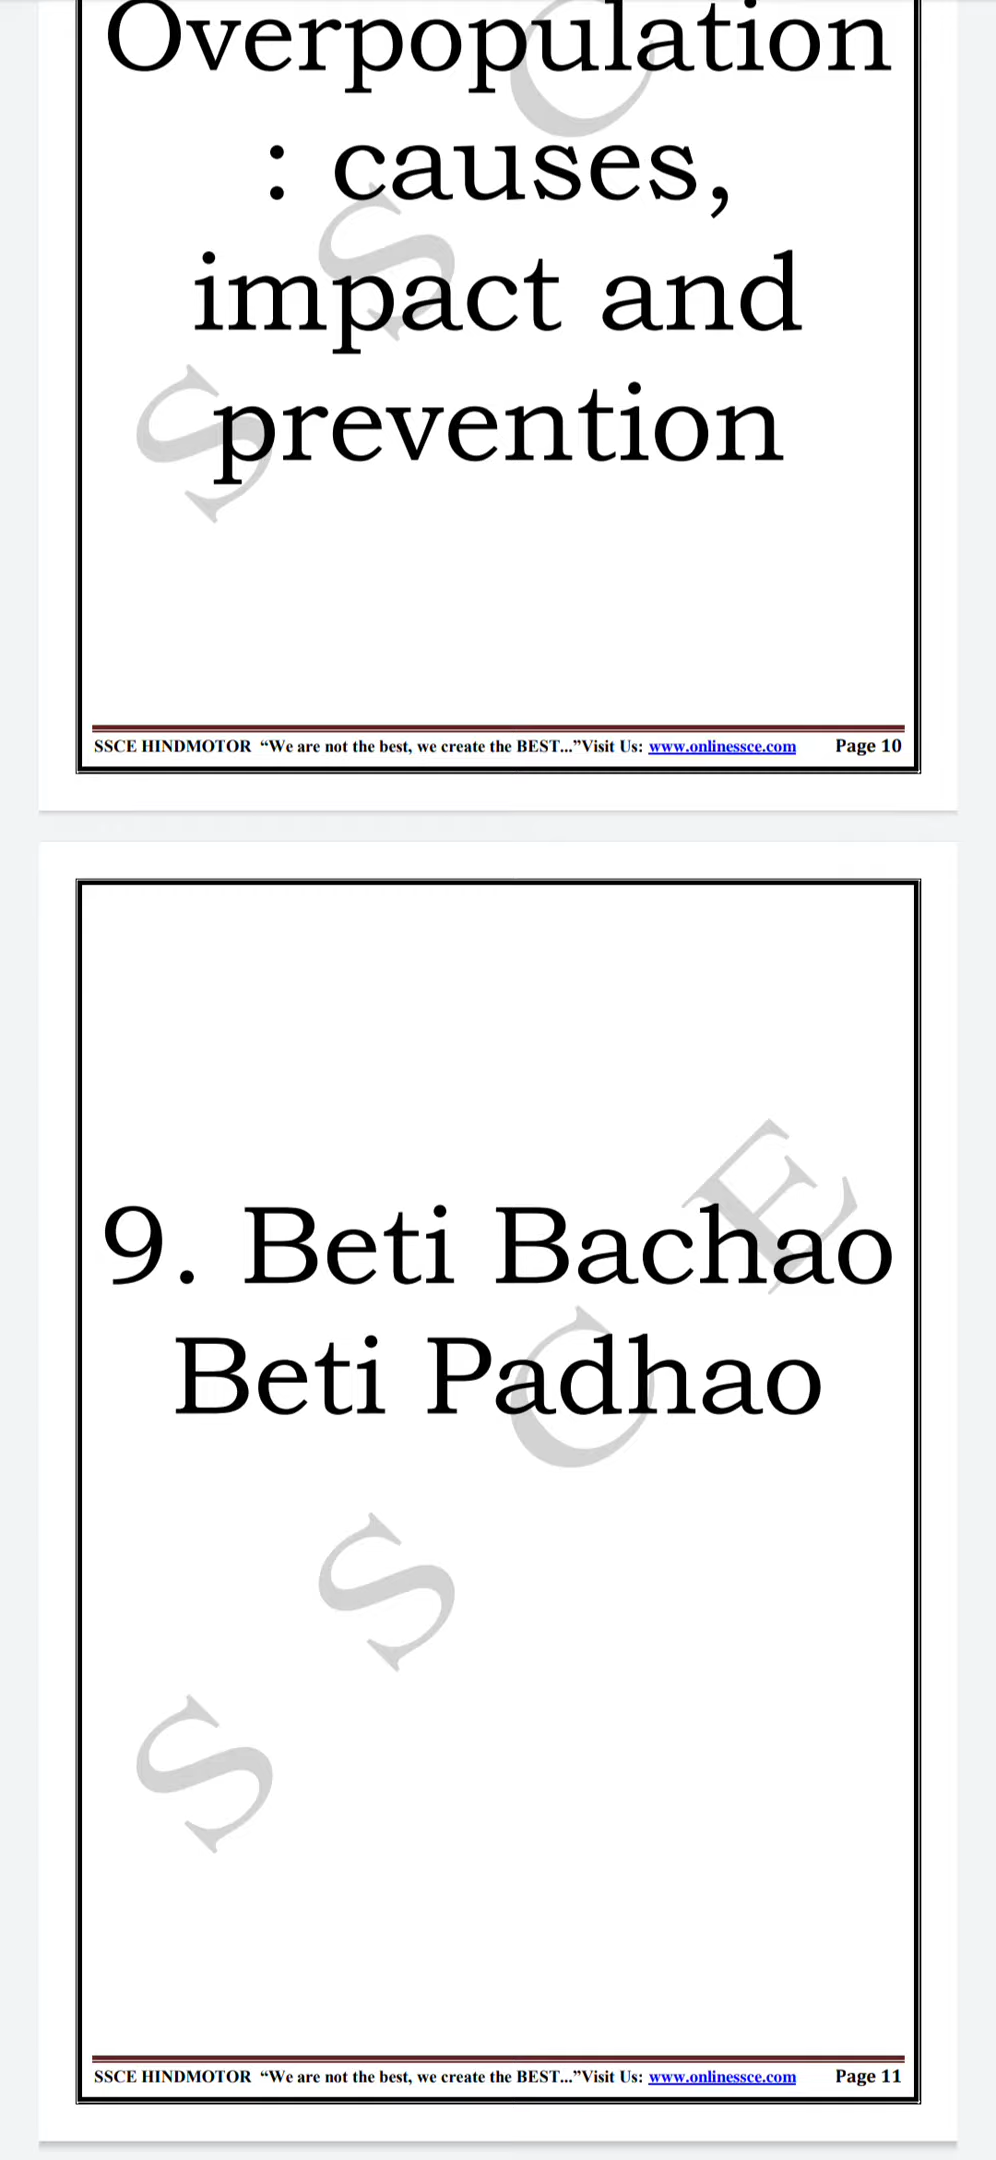 Overpopulation
: causes,
impact and
prevention
SSCE HINDMOTOR “We are not the best, we create the BEST...”Visit Us: www.onlinessce.com Page 10
9. Beti Bachao
Beti Padhao
SSCE
SSCE HINDMOTOR “We are not the best, we create the BEST...”Visit Us: www.onlinessce.com Page 11